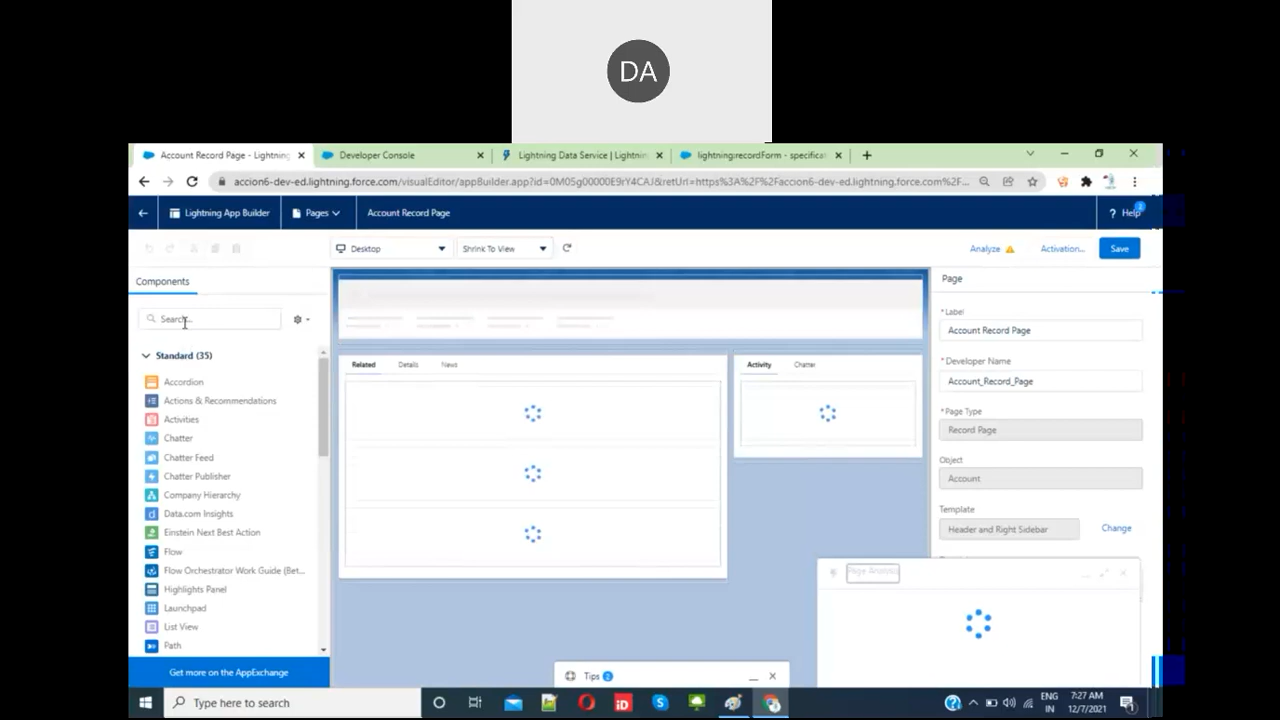 DA
Account Record Page - Lightning
Developer Console
Lightning Data Service | Lightnin
lightning:recordForm - specificat
accion6-dev-ed.lightning.force.com/visualEditor/appBuilder.app?id=0M05g00000E9rY4CAJ&retUrl=https%3A%2F%2Faccion6-dev-ed.lightning.force.com%2F...
Lightning App Builder
Pages
Account Record Page
? Help
2
Desktop
Shrink To View
Analyze
Activation...
Save
Components
Search...
Standard (35)
Accordion
Actions & Recommendations
Activities
Chatter
Chatter Feed
Chatter Publisher
Company Hierarchy
Data.com Insights
Einstein Next Best Action
Flow
Flow Orchestrator Work Guide (Bet...
Highlights Panel
Launchpad
List View
Path
Get more on the AppExchange
Related
Details
News
Activity
Chatter
Page
* Label
Account Record Page
* Developer Name
Account_Record_Page
* Page Type
Record Page
Object
Account
Template
Header and Right Sidebar
Change
Page Analysis
Tips 2
Type here to search
iD
ENG
IN
7:27 AM
12/7/2021
1